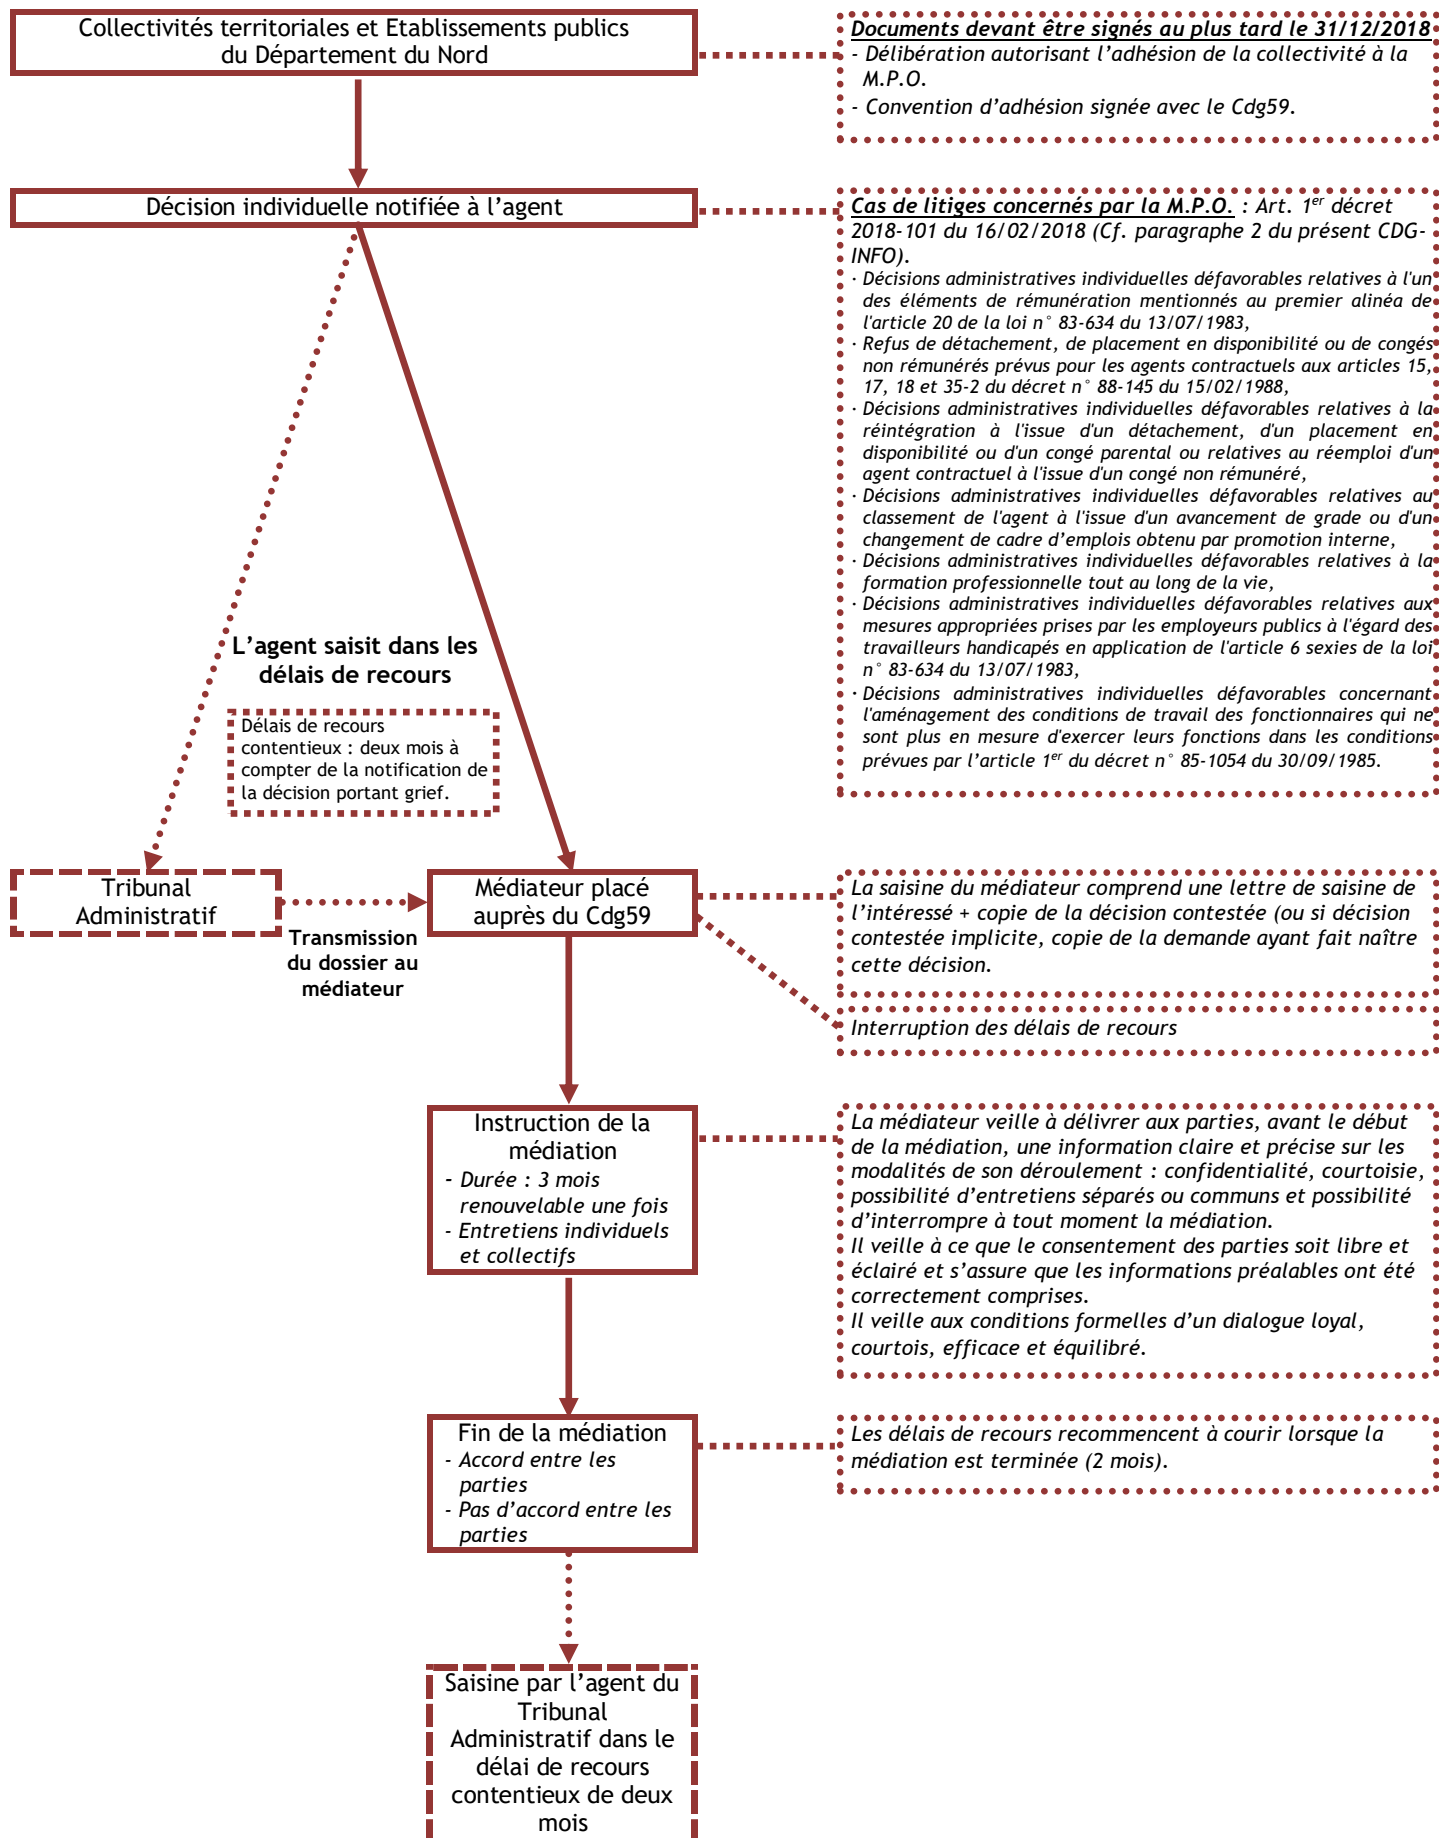 Collectivités territoriales et Etablissements publics
du Département du Nord
Documents devant être signés au plus tard le 31/12/2018
- Délibération autorisant l’adhésion de la collectivité à la
M.P.O.
- Convention d’adhésion signée avec le Cdg59.
Décision individuelle notifiée à l’agent
Cas de litiges concernés par la M.P.O. : Art. 1er décret
2018-101 du 16/02/2018 (Cf. paragraphe 2 du présent CDG-
INFO).
· Décisions administratives individuelles défavorables relatives à l'un
des éléments de rémunération mentionnés au premier alinéa de
l'article 20 de la loi n° 83-634 du 13/07/1983,
· Refus de détachement, de placement en disponibilité ou de congés
non rémunérés prévus pour les agents contractuels aux articles 15,
17, 18 et 35-2 du décret n° 88-145 du 15/02/1988,
· Décisions administratives individuelles défavorables relatives à la
réintégration à l'issue d'un détachement, d'un placement en
disponibilité ou d'un congé parental ou relatives au réemploi d'un
agent contractuel à l'issue d'un congé non rémunéré,
· Décisions administratives individuelles défavorables relatives au
classement de l'agent à l'issue d'un avancement de grade ou d'un
changement de cadre d’emplois obtenu par promotion interne,
· Décisions administratives individuelles défavorables relatives à la
formation professionnelle tout au long de la vie,
· Décisions administratives individuelles défavorables relatives aux
mesures appropriées prises par les employeurs publics à l'égard des
travailleurs handicapés en application de l'article 6 sexies de la loi
n° 83-634 du 13/07/1983,
· Décisions administratives individuelles défavorables concernant
l'aménagement des conditions de travail des fonctionnaires qui ne
sont plus en mesure d'exercer leurs fonctions dans les conditions
prévues par l’article 1er du décret n° 85-1054 du 30/09/1985.
L’agent saisit dans les
délais de recours
Délais de recours
contentieux : deux mois à
compter de la notification de
la décision portant grief.
Tribunal
Administratif
Transmission
du dossier au
médiateur
Médiateur placé
auprès du Cdg59
La saisine du médiateur comprend une lettre de saisine de
l’intéressé + copie de la décision contestée (ou si décision
contestée implicite, copie de la demande ayant fait naître
cette décision.
Interruption des délais de recours
Instruction de la
médiation
- Durée : 3 mois
renouvelable une fois
- Entretiens individuels
et collectifs
La médiateur veille à délivrer aux parties, avant le début
de la médiation, une information claire et précise sur les
modalités de son déroulement : confidentialité, courtoisie,
possibilité d’entretiens séparés ou communs et possibilité
d’interrompre à tout moment la médiation.
Il veille à ce que le consentement des parties soit libre et
éclairé et s’assure que les informations préalables ont été
correctement comprises.
Il veille aux conditions formelles d’un dialogue loyal,
courtois, efficace et équilibré.
Fin de la médiation
- Accord entre les
parties
- Pas d’accord entre les
parties
Les délais de recours recommencent à courir lorsque la
médiation est terminée (2 mois).
Saisine par l’agent du
Tribunal
Administratif dans le
délai de recours
contentieux de deux
mois